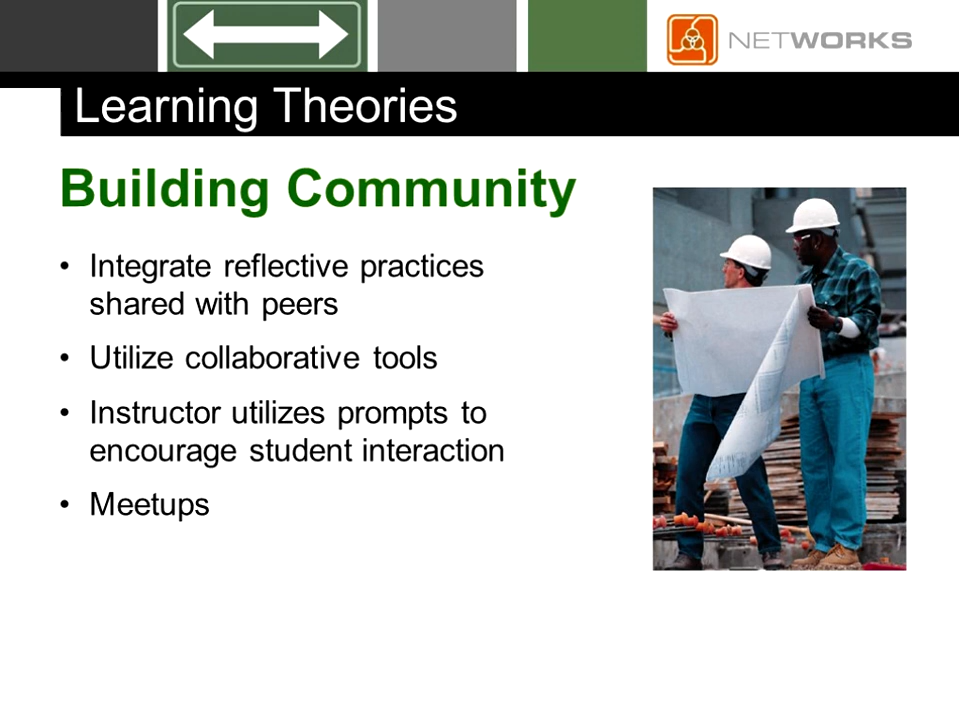 NETWORKS
Learning Theories
Building Community
• Integrate reflective practices
shared with peers
• Utilize collaborative tools
• Instructor utilizes prompts to
encourage student interaction
• Meetups